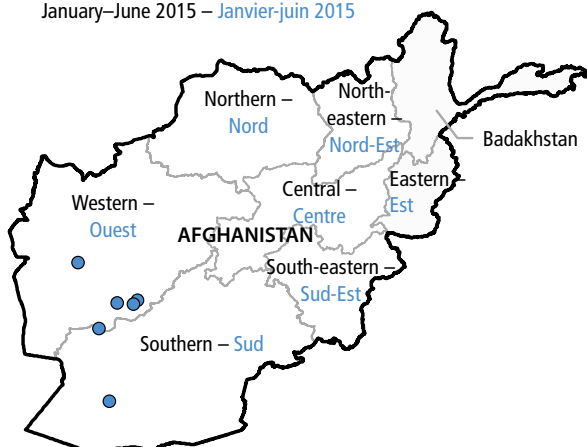 January–June 2015 – Janvier-juin 2015
Northern –
Nord
North-
eastern –
Nord-Est
Badakhstan
Western –
Ouest
Central –
Centre
Eastern –
Est
AFGHANISTAN
South-eastern –
Sud-Est
Southern – Sud